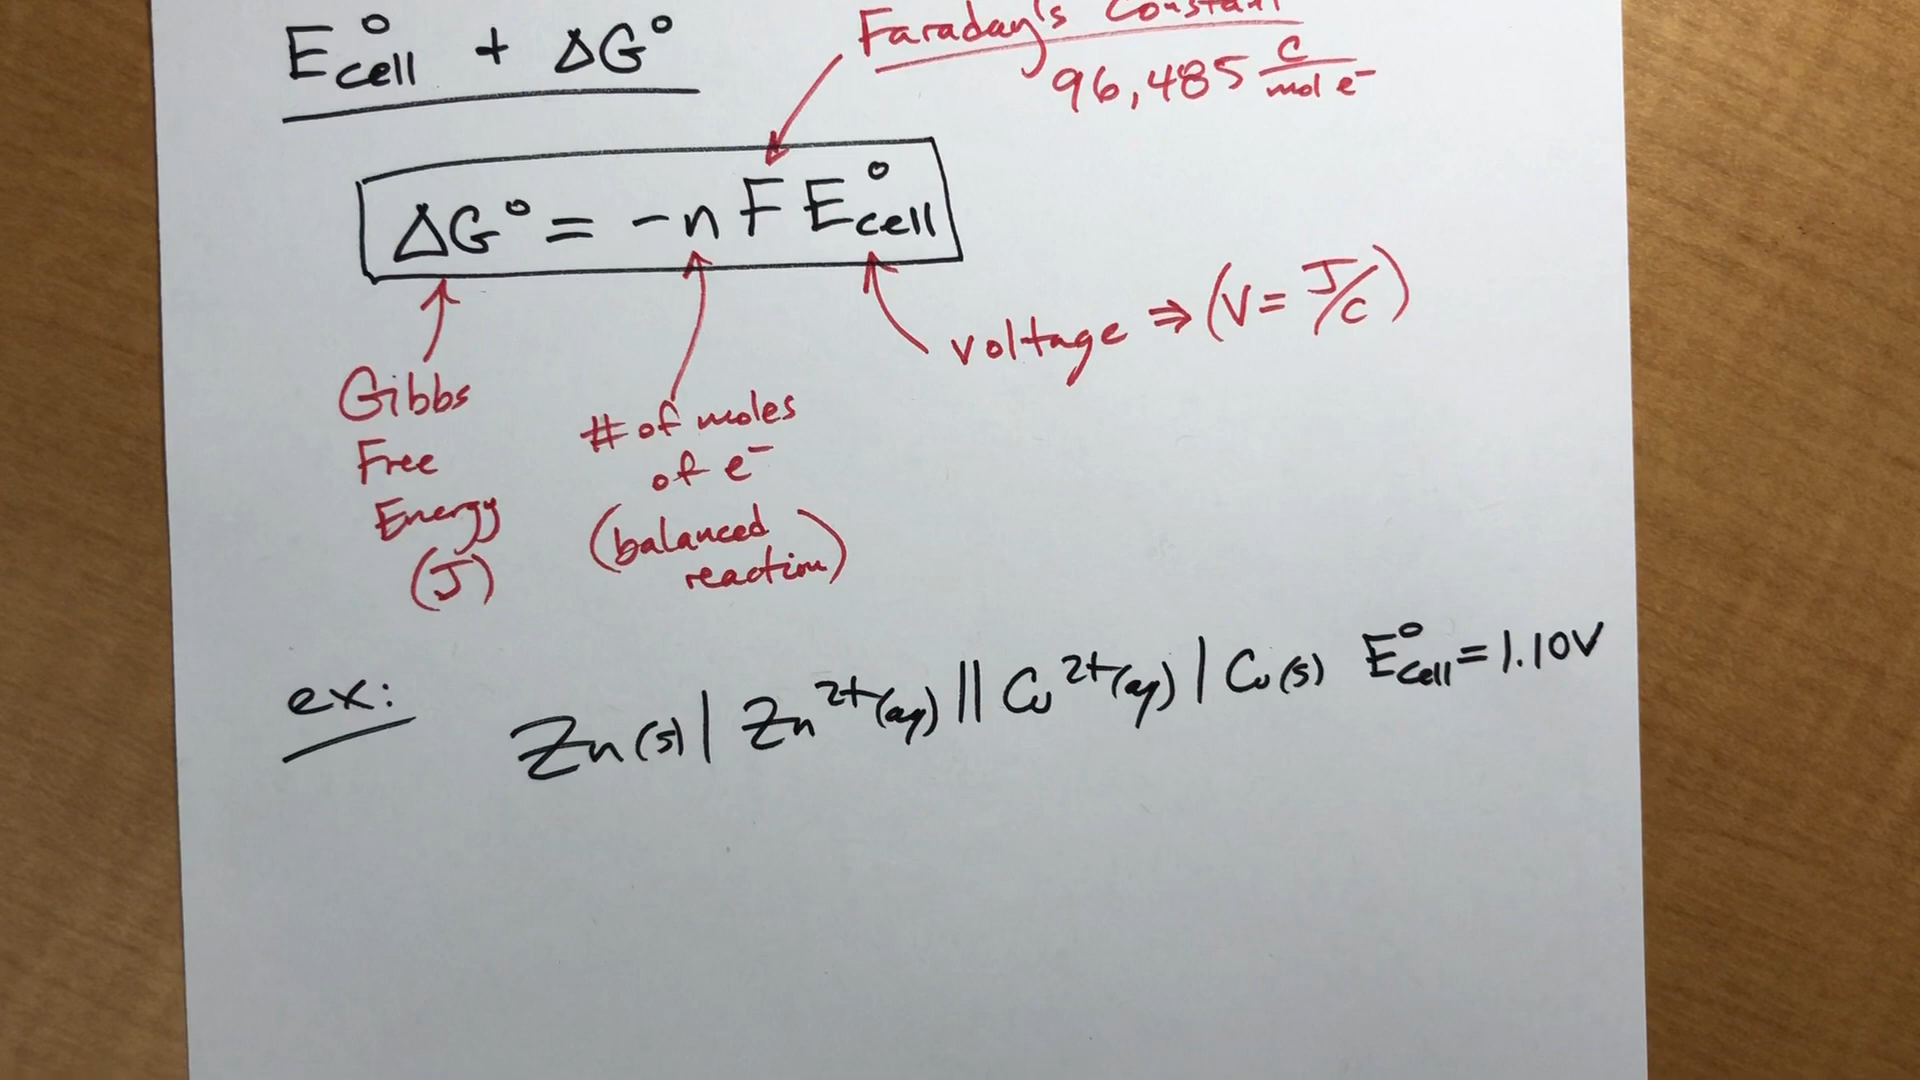 E°cell + ΔG°
Faraday's Constant
96,485 C/mol e⁻
ΔG° = -nFE°cell
voltage ⇒ (V = J/C)
Gibbs
Free
Energy
(J)
# of moles
of e⁻
(balanced
reaction)
ex: Zn(s) | Zn²⁺(aq) || Cu²⁺(aq) | Cu(s) E°cell = 1.10V